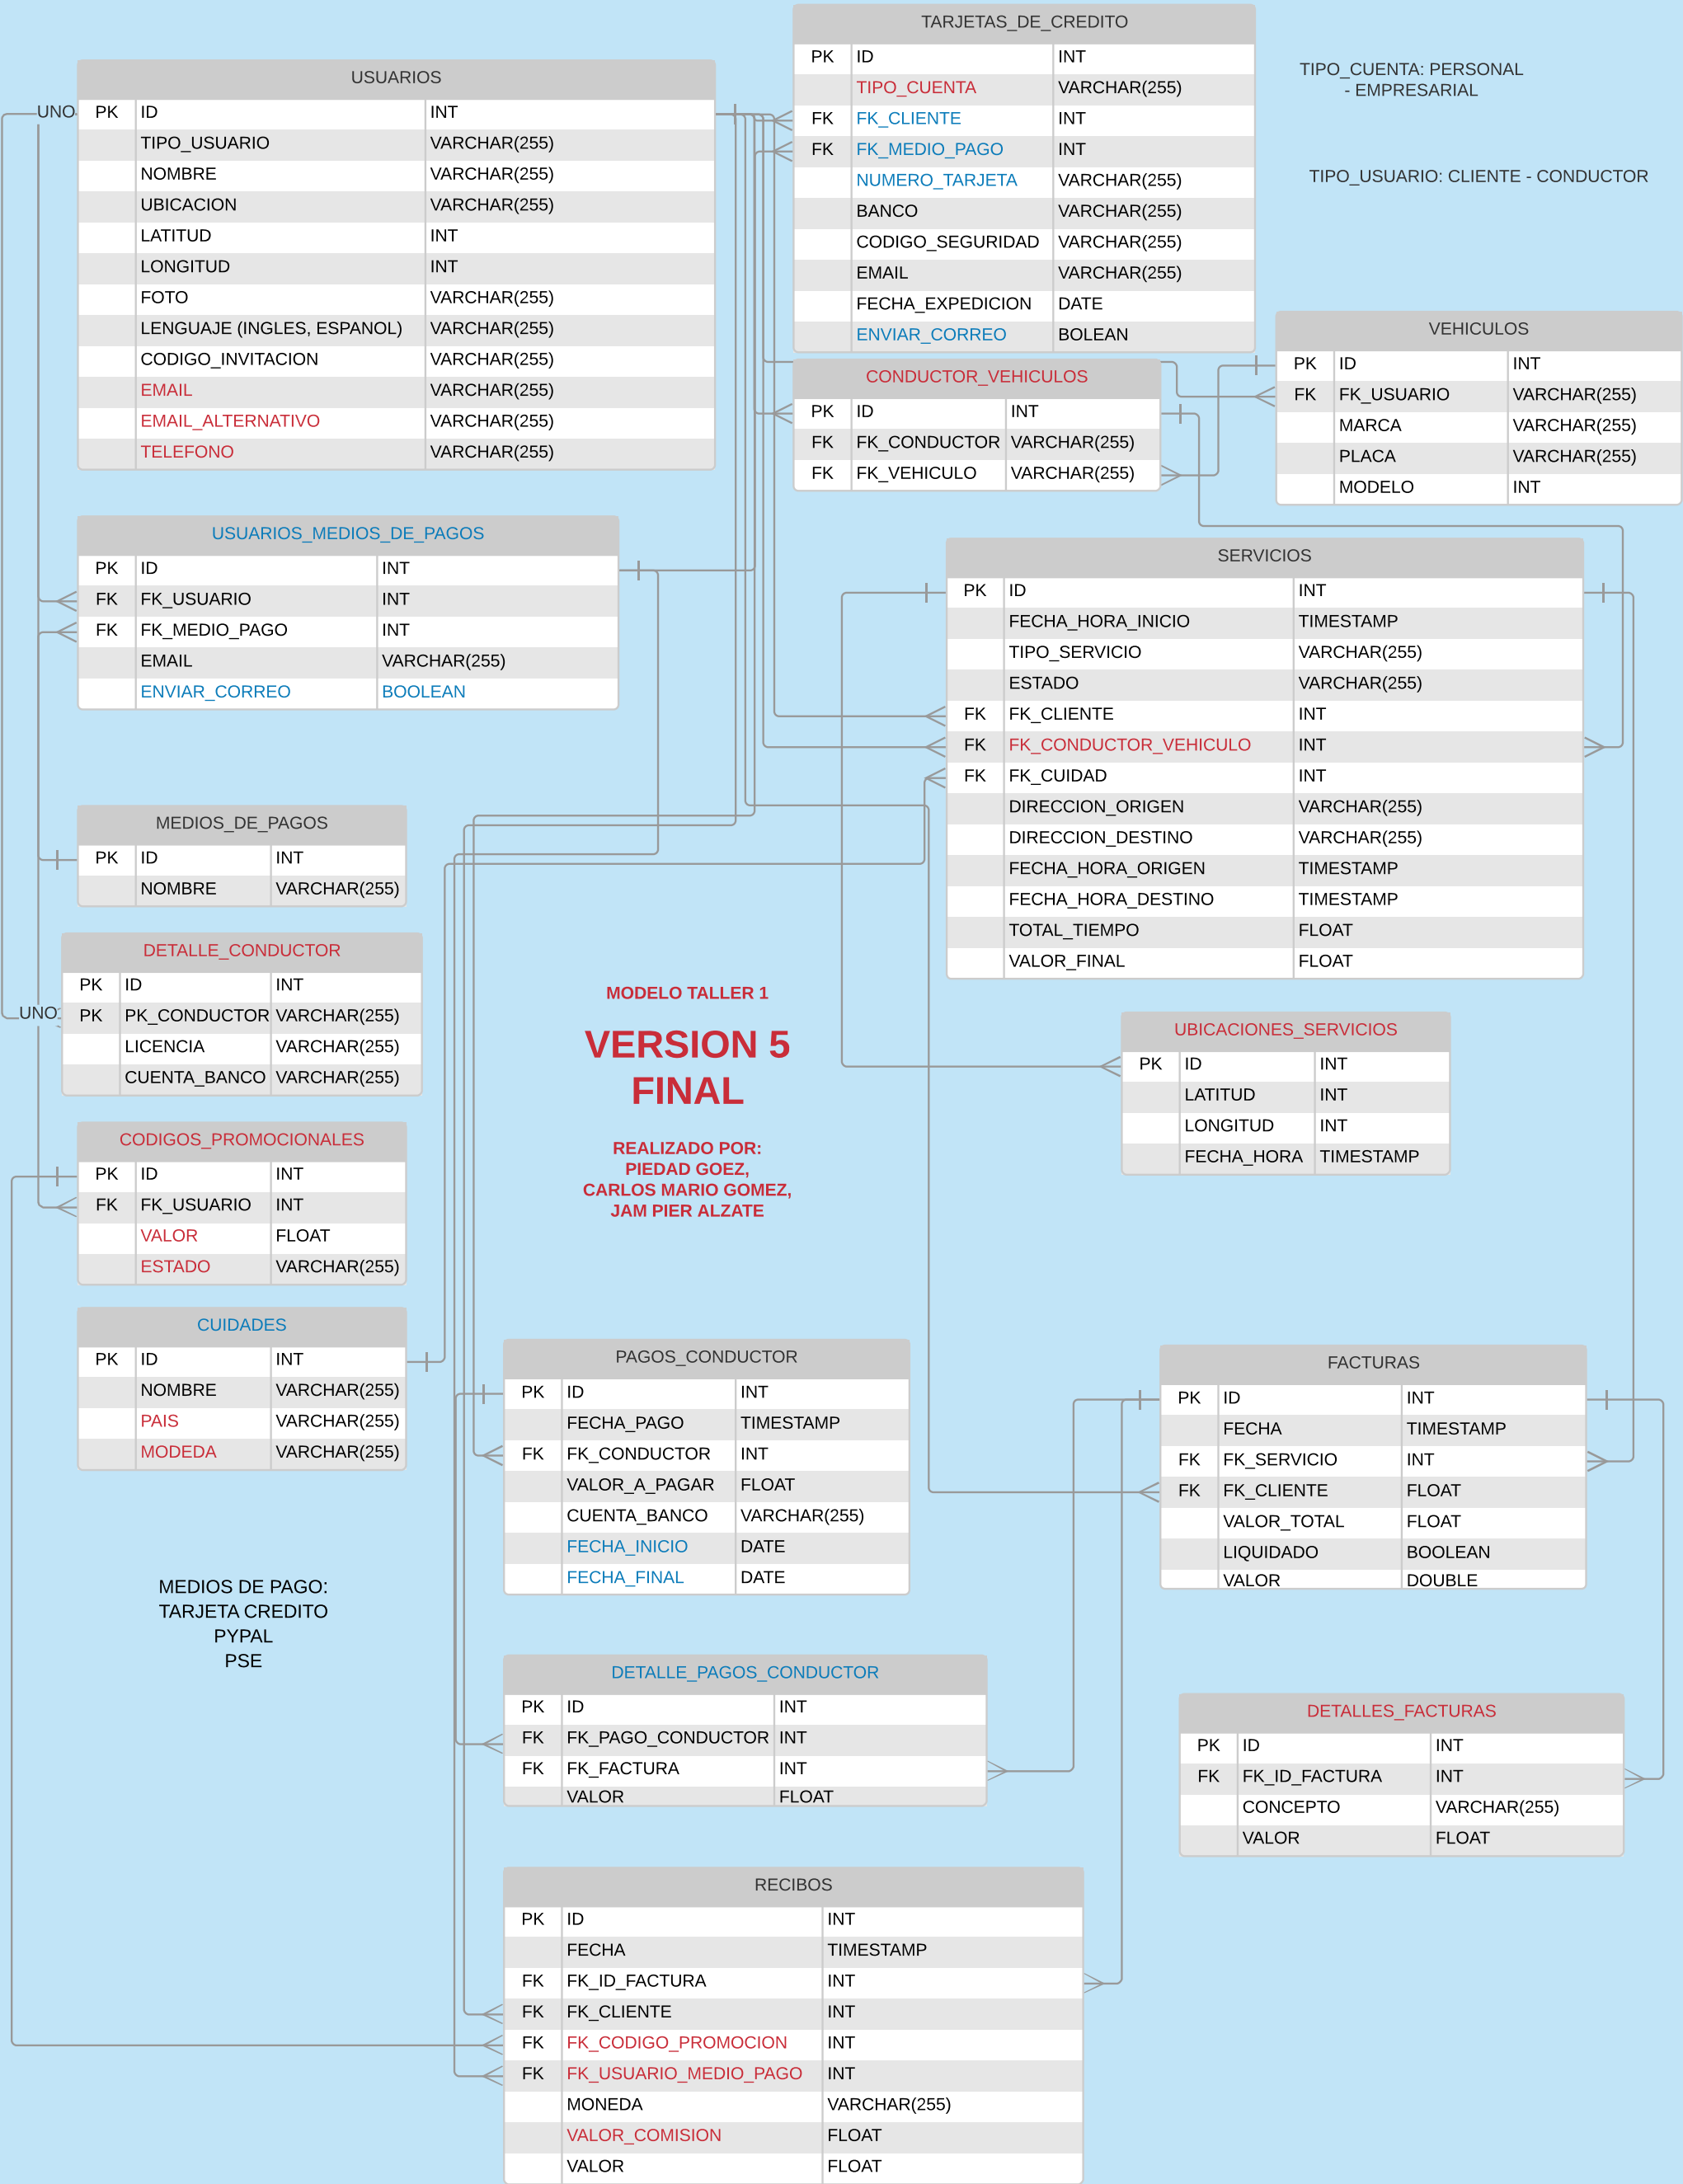 USUARIOS
UNO
PK ID INT
TIPO_USUARIO VARCHAR(255)
NOMBRE VARCHAR(255)
UBICACION VARCHAR(255)
LATITUD INT
LONGITUD INT
FOTO VARCHAR(255)
LENGUAJE (INGLES, ESPANOL) VARCHAR(255)
CODIGO_INVITACION VARCHAR(255)
EMAIL VARCHAR(255)
EMAIL_ALTERNATIVO VARCHAR(255)
TELEFONO VARCHAR(255)
TARJETAS_DE_CREDITO
PK ID INT
TIPO_CUENTA VARCHAR(255)
FK FK_CLIENTE INT
FK FK_MEDIO_PAGO INT
NUMERO_TARJETA VARCHAR(255)
BANCO VARCHAR(255)
CODIGO_SEGURIDAD VARCHAR(255)
EMAIL VARCHAR(255)
FECHA_EXPEDICION DATE
ENVIAR_CORREO BOLEAN
TIPO_CUENTA: PERSONAL
- EMPRESARIAL
TIPO_USUARIO: CLIENTE - CONDUCTOR
VEHICULOS
PK ID INT
FK FK_USUARIO VARCHAR(255)
MARCA VARCHAR(255)
PLACA VARCHAR(255)
MODELO INT
CONDUCTOR_VEHICULOS
PK ID INT
FK FK_CONDUCTOR VARCHAR(255)
FK FK_VEHICULO VARCHAR(255)
USUARIOS_MEDIOS_DE_PAGOS
PK ID INT
FK FK_USUARIO INT
FK FK_MEDIO_PAGO INT
EMAIL VARCHAR(255)
ENVIAR_CORREO BOOLEAN
SERVICIOS
PK ID INT
FECHA_HORA_INICIO TIMESTAMP
TIPO_SERVICIO VARCHAR(255)
ESTADO VARCHAR(255)
FK FK_CLIENTE INT
FK FK_CONDUCTOR_VEHICULO INT
FK FK_CUIDAD INT
DIRECCION_ORIGEN VARCHAR(255)
DIRECCION_DESTINO VARCHAR(255)
FECHA_HORA_ORIGEN TIMESTAMP
FECHA_HORA_DESTINO TIMESTAMP
TOTAL_TIEMPO FLOAT
VALOR_FINAL FLOAT
MEDIOS_DE_PAGOS
PK ID INT
NOMBRE VARCHAR(255)
DETALLE_CONDUCTOR
PK ID INT
UNO
PK PK_CONDUCTOR VARCHAR(255)
LICENCIA VARCHAR(255)
CUENTA_BANCO VARCHAR(255)
MODELO TALLER 1
VERSION 5
FINAL
REALIZADO POR:
PIEDAD GOEZ,
CARLOS MARIO GOMEZ,
JAM PIER ALZATE
UBICACIONES_SERVICIOS
PK ID INT
LATITUD INT
LONGITUD INT
FECHA_HORA TIMESTAMP
CODIGOS_PROMOCIONALES
PK ID INT
FK FK_USUARIO INT
VALOR FLOAT
ESTADO VARCHAR(255)
CUIDADES
PK ID INT
NOMBRE VARCHAR(255)
PAIS VARCHAR(255)
MODEDA VARCHAR(255)
PAGOS_CONDUCTOR
PK ID INT
FECHA_PAGO TIMESTAMP
FK FK_CONDUCTOR INT
VALOR_A_PAGAR FLOAT
CUENTA_BANCO VARCHAR(255)
FECHA_INICIO DATE
FECHA_FINAL DATE
FACTURAS
PK ID INT
FECHA TIMESTAMP
FK FK_SERVICIO INT
FK FK_CLIENTE FLOAT
VALOR_TOTAL FLOAT
LIQUIDADO BOOLEAN
VALOR DOUBLE
MEDIOS DE PAGO:
TARJETA CREDITO
PYPAL
PSE
DETALLE_PAGOS_CONDUCTOR
PK ID INT
FK FK_PAGO_CONDUCTOR INT
FK FK_FACTURA INT
VALOR FLOAT
DETALLES_FACTURAS
PK ID INT
FK FK_ID_FACTURA INT
CONCEPTO VARCHAR(255)
VALOR FLOAT
RECIBOS
PK ID INT
FECHA TIMESTAMP
FK FK_ID_FACTURA INT
FK FK_CLIENTE INT
FK FK_CODIGO_PROMOCION INT
FK FK_USUARIO_MEDIO_PAGO INT
MONEDA VARCHAR(255)
VALOR_COMISION FLOAT
VALOR FLOAT